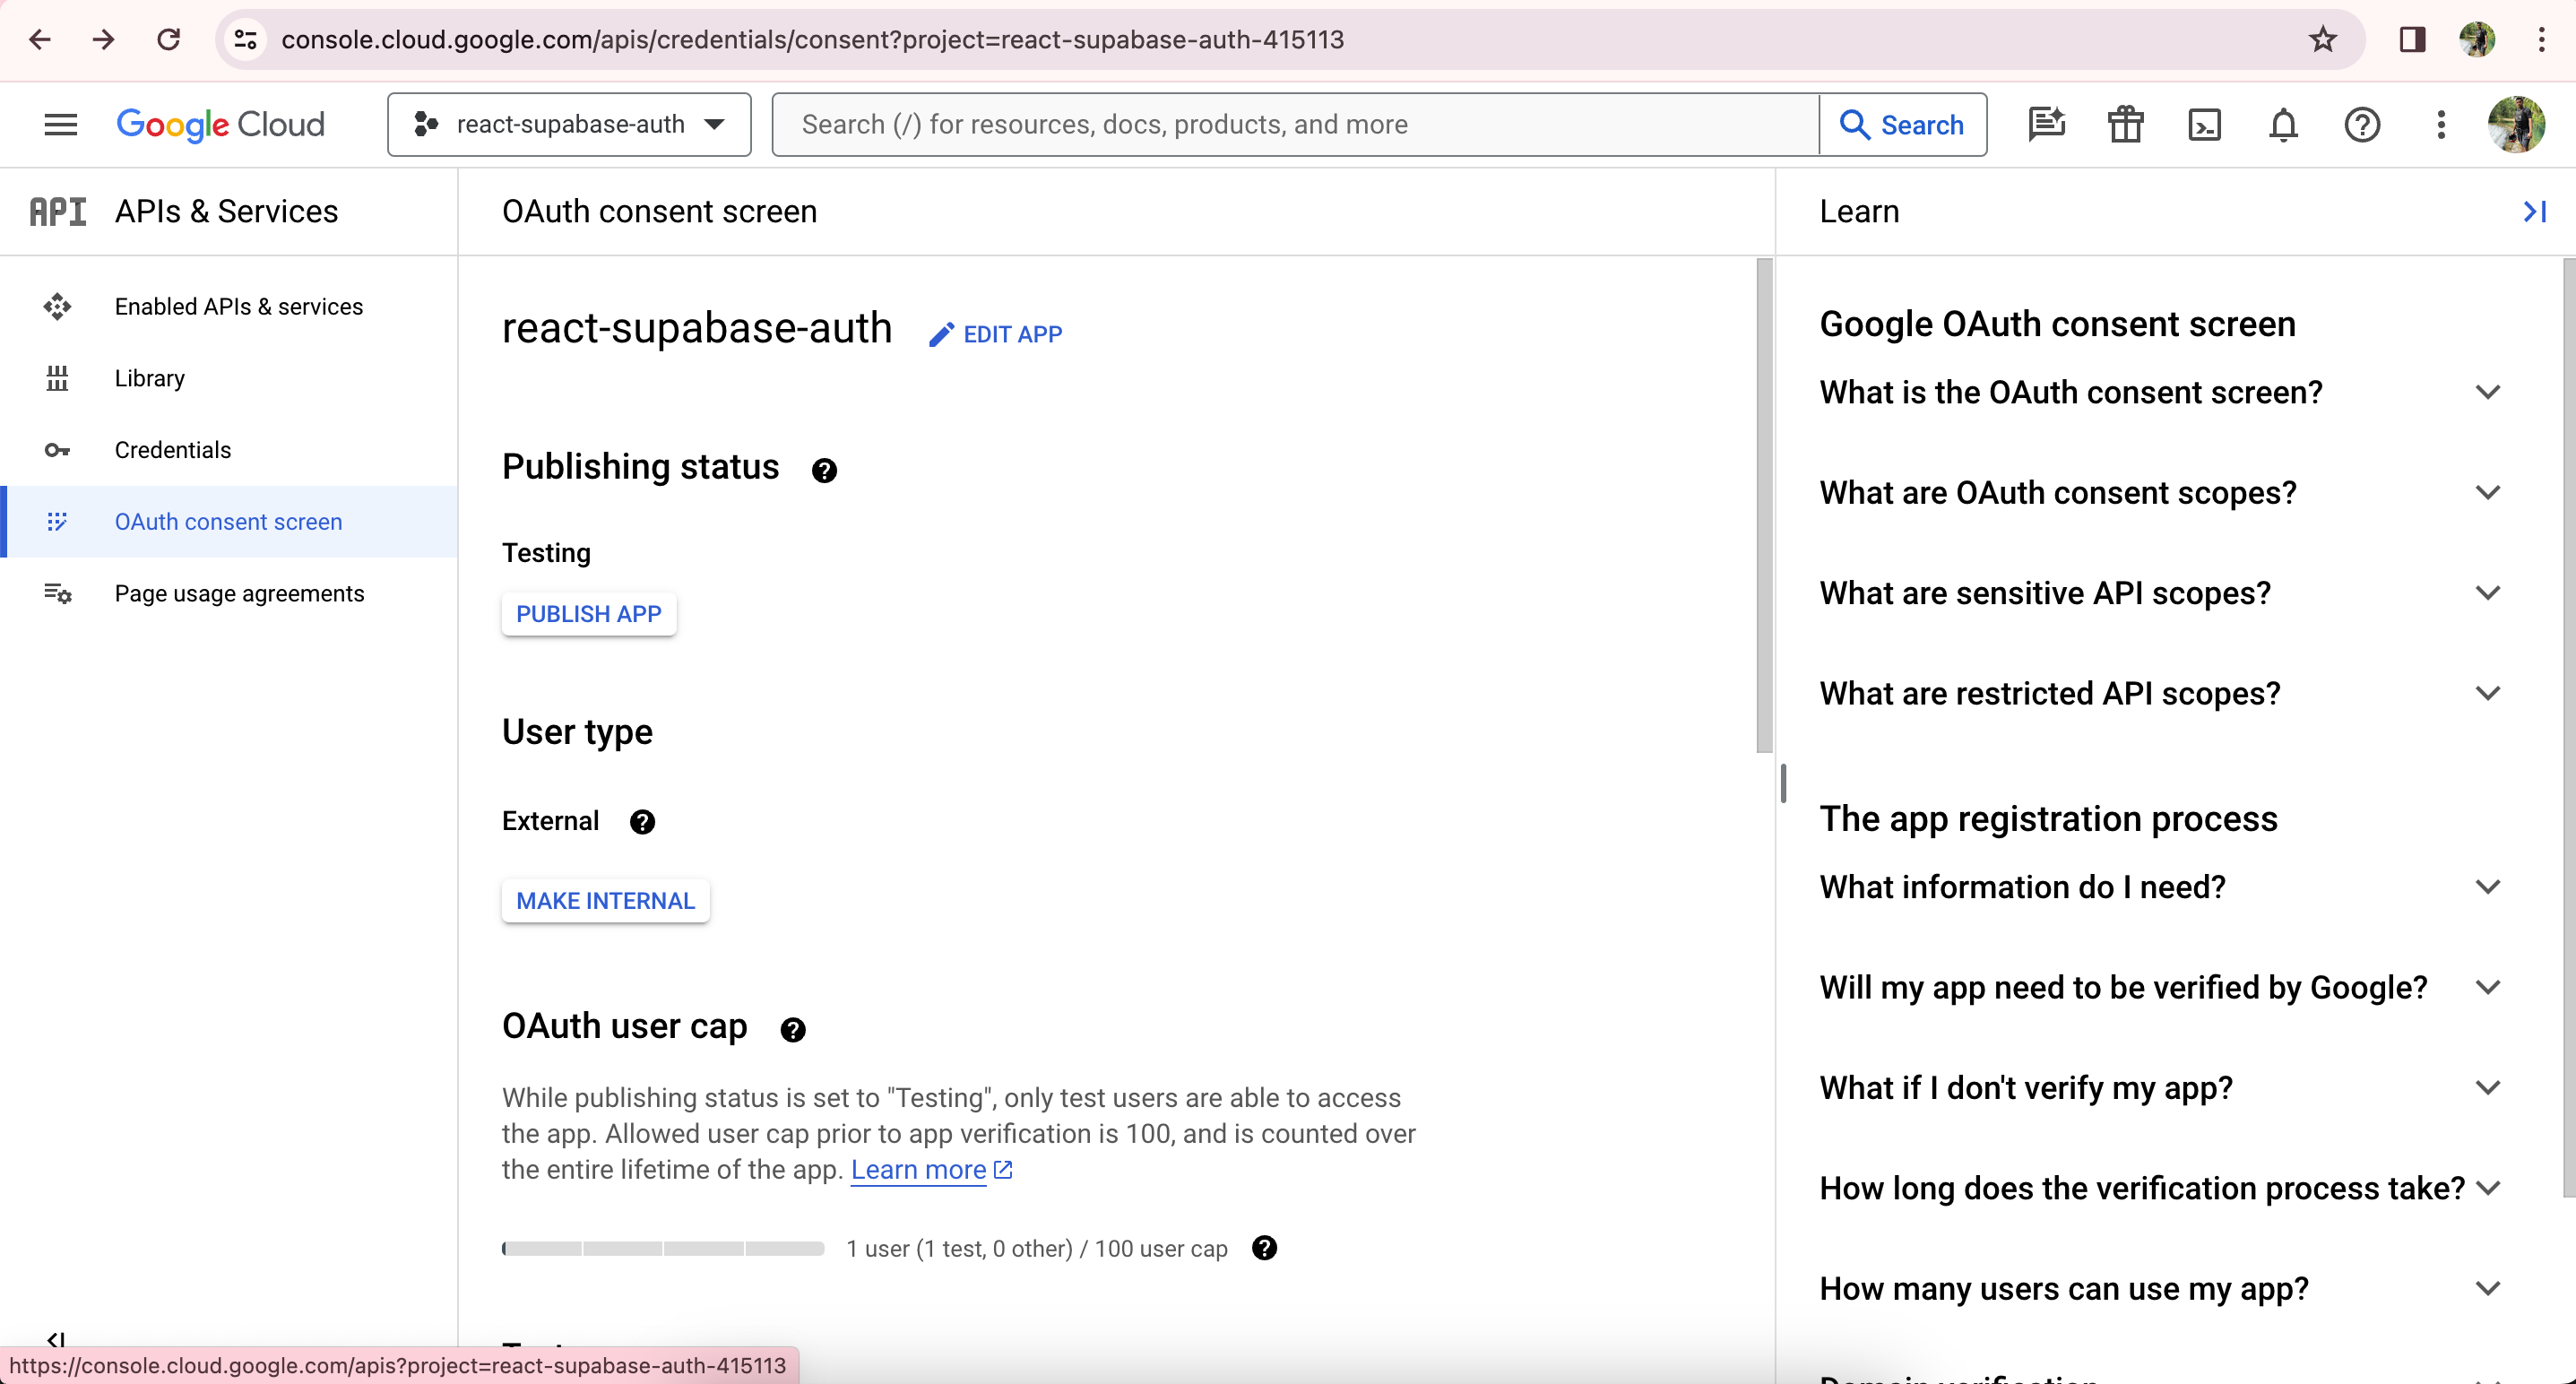 console.cloud.google.com/apis/credentials/consent?project=react-supabase-auth-415113
Google Cloud
react-supabase-auth
Search (/) for resources, docs, products, and more
Search
API
APIs & Services
Enabled APIs & services
Library
Credentials
OAuth consent screen
Page usage agreements
OAuth consent screen
react-supabase-auth
EDIT APP
Publishing status
Testing
PUBLISH APP
User type
External
MAKE INTERNAL
OAuth user cap
While publishing status is set to "Testing", only test users are able to access
the app. Allowed user cap prior to app verification is 100, and is counted over
the entire lifetime of the app. Learn more
1 user (1 test, 0 other) / 100 user cap
Learn
Google OAuth consent screen
What is the OAuth consent screen?
What are OAuth consent scopes?
What are sensitive API scopes?
What are restricted API scopes?
The app registration process
What information do I need?
Will my app need to be verified by Google?
What if I don't verify my app?
How long does the verification process take?
How many users can use my app?
Domain verification
https://console.cloud.google.com/apis?project=react-supabase-auth-415113